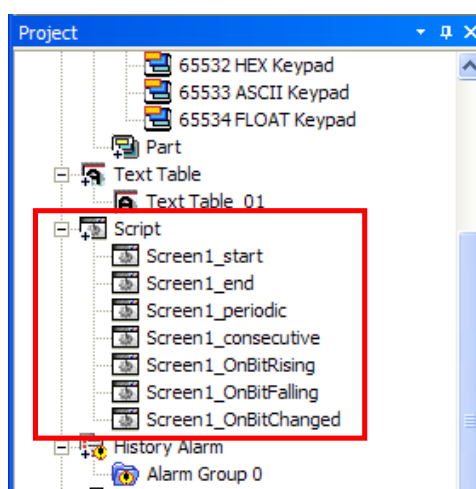 Project
65532 HEX Keypad
65533 ASCII Keypad
65534 FLOAT Keypad
Part
Text Table
Text Table_01
Script
Screen1_start
Screen1_end
Screen1_periodic
Screen1_consecutive
Screen1_OnBitRising
Screen1_OnBitFalling
Screen1_OnBitChanged
History Alarm
Alarm Group 0